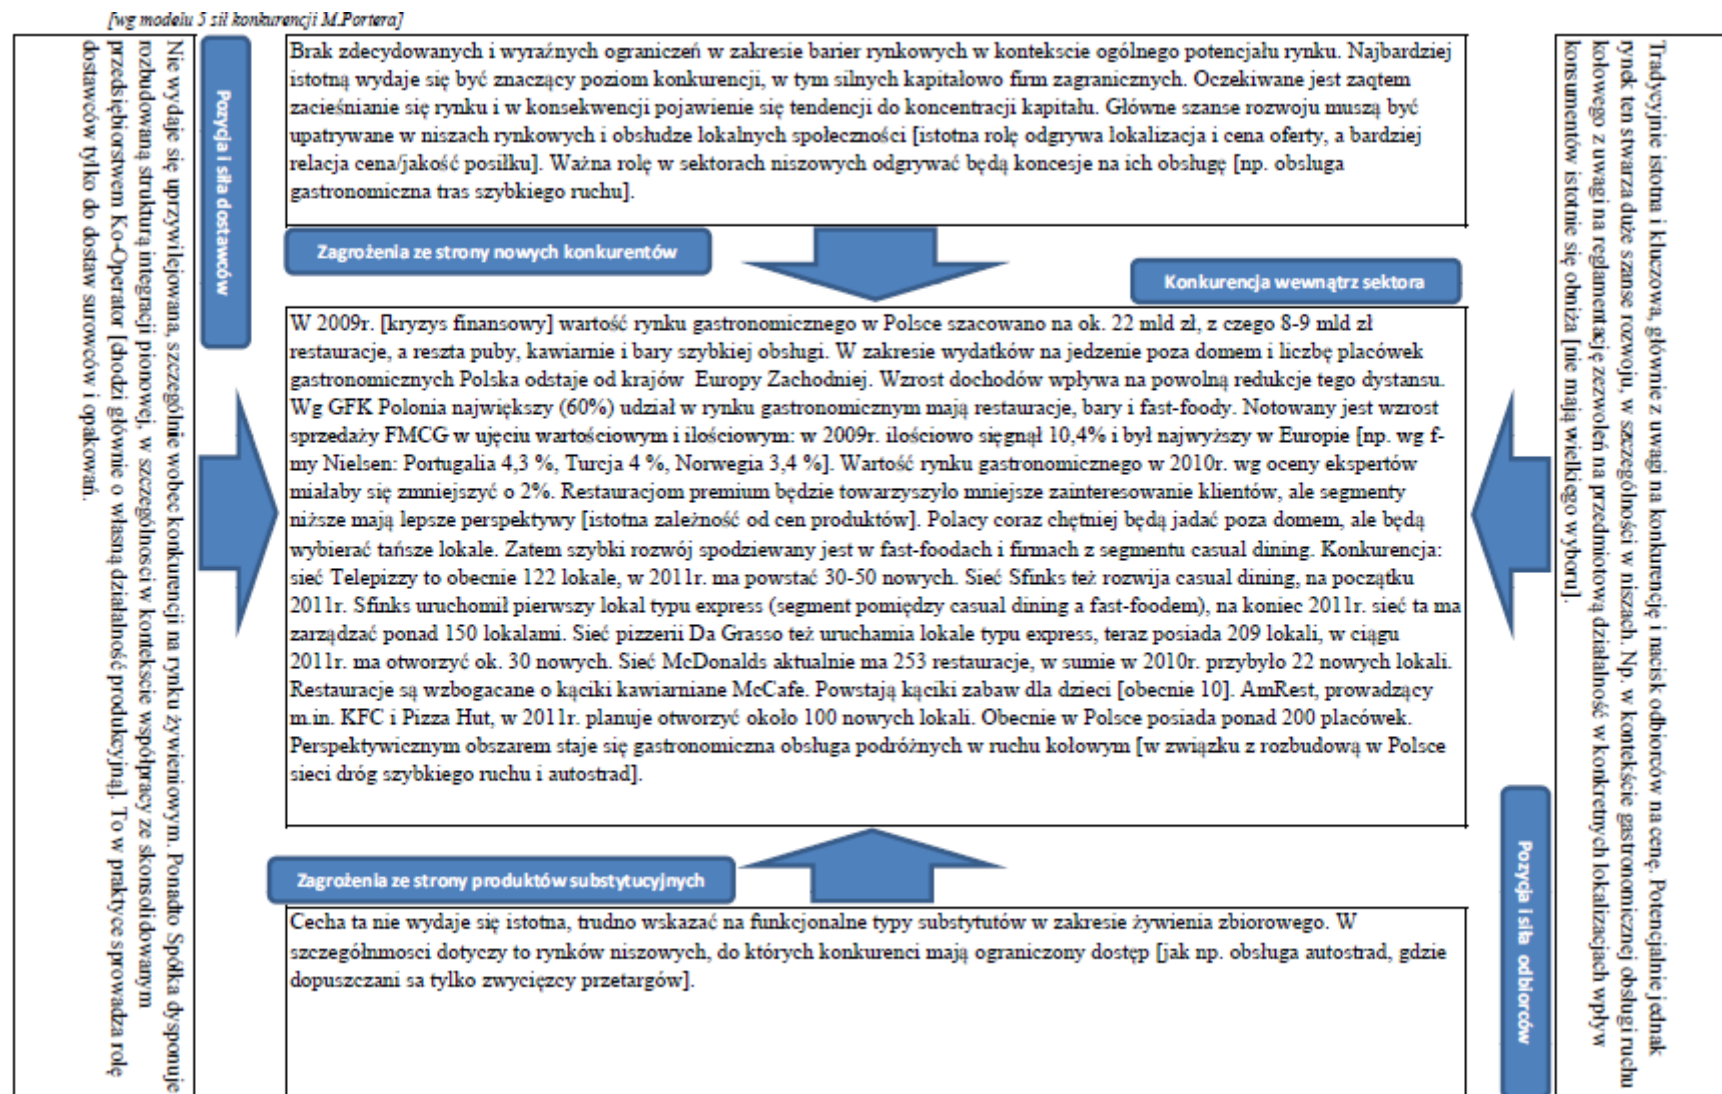 [wg modelu 5 sił konkurencji M.Portera]
Nie wydaje się uprzywilejowana, szczególnie wobec konkurencji na rynku żywieniowym. Ponadto Spółka dysponuje
rozbudowaną strukturą integracji pionowej, w szczególnosci w kontekście współpracy ze skonsolidowanym
przedsiębiorstwem Ko-Operator [chodzi głównie o własną działalność produkcyjną]. To w praktyce sprowadza rolę
dostawców tylko do dostaw surowców i opakowań.
Pozycja i siła dostawców
Brak zdecydowanych i wyraźnych ograniczeń w zakresie barier rynkowych w kontekscie ogólnego potencjału rynku. Najbardziej
istotną wydaje się być znaczący poziom konkurencji, w tym silnych kapitałowo firm zagranicznych. Oczekiwane jest zaqtem
zacieśnianie się rynku i w konsekwencji pojawienie się tendencji do koncentracji kapitału. Główne szanse rozwoju muszą być
upatrywane w niszach rynkowych i obsłudze lokalnych społeczności [istotna rolę odgrywa lokalizacja i cena oferty, a bardziej
relacja cena/jakość posiłku]. Ważna rolę w sektorach niszowych odgrywać będą koncesje na ich obsługę [np. obsluga
gastronomiczna tras szybkiego ruchu].
Zagrożenia ze strony nowych konkurentów
Konkurencja wewnątrz sektora
W 2009r. [kryzys finansowy] wartość rynku gastronomicznego w Polsce szacowano na ok. 22 mld zł, z czego 8-9 mld zł
restauracje, a reszta puby, kawiarnie i bary szybkiej obsługi. W zakresie wydatków na jedzenie poza domem i liczbę placówek
gastronomicznych Polska odstaje od krajów Europy Zachodniej. Wzrost dochodów wpływa na powolną redukcje tego dystansu.
Wg GFK Polonia największy (60%) udział w rynku gastronomicznym mają restauracje, bary i fast-foody. Notowany jest wzrost
sprzedaży FMCG w ujęciu wartościowym i ilościowym: w 2009r. ilościowo sięgnął 10,4% i był najwyższy w Europie [np. wg f-
my Nielsen: Portugalia 4,3 %, Turcja 4 %, Norwegia 3,4 %]. Wartość rynku gastronomicznego w 2010r. wg oceny ekspertów
miałaby się zmniejszyć o 2%. Restauracjom premium będzie towarzyszyło mniejsze zainteresowanie klientów, ale segmenty
niższe mają lepsze perspektywy [istotna zależność od cen produktów]. Polacy coraz chętniej będą jadać poza domem, ale będą
wybierać tańsze lokale. Zatem szybki rozwój spodziewany jest w fast-foodach i firmach z segmentu casual dining. Konkurencja:
sieć Telepizzy to obecnie 122 lokale, w 2011r. ma powstać 30-50 nowych. Sieć Sfinks też rozwija casual dining, na początku
2011r. Sfinks uruchomił pierwszy lokal typu express (segment pomiędzy casual dining a fast-foodem), na koniec 2011r. sieć ta ma
zarządzać ponad 150 lokalami. Sieć pizzerii Da Grasso też uruchamia lokale typu express, teraz posiada 209 lokali, w ciągu
2011r. ma otworzyć ok. 30 nowych. Sieć McDonalds aktualnie ma 253 restauracje, w sumie w 2010r. przybyło 22 nowych lokali.
Restauracje są wzbogacane o kąciki kawiarniane McCafe. Powstają kąciki zabaw dla dzieci [obecnie 10]. AmRest, prowadzący
m.in. KFC i Pizza Hut, w 2011r. planuje otworzyć około 100 nowych lokali. Obecnie w Polsce posiada ponad 200 placówek.
Perspektywicznym obszarem staje się gastronomiczna obsługa podróżnych w ruchu kołowym [w związku z rozbudową w Polsce
sieci dróg szybkiego ruchu i autostrad].
Zagrożenia ze strony produktów substytucyjnych
Cecha ta nie wydaje się istotna, trudno wskazać na funkcjonalne typy substytutów w zakresie żywienia zbiorowego. W
szczególnmosci dotyczy to rynków niszowych, do których konkurenci mają ograniczony dostęp [jak np. obsługa autostrad, gdzie
dopuszczani sa tylko zwycięzcy przetargów].
Pozycja i siła odbiorców
Tradycyjnie istotna i kluczowa, głównie z uwagi na konkurencję i nacisk odbiorców na cenę. Potencjalnie jednak
rynek ten stwarza duże szanse rozwoju, w szczególności w niszach. Np. w kontekście gastronomicznej obsługi ruchu
kołowego z uwagi na reglamentację zezwoleń na przedmiotową działalność w konkretnych lokalizacjach wpływ
konsumentów istotnie się obniża [nie mają wielkiego wyboru].